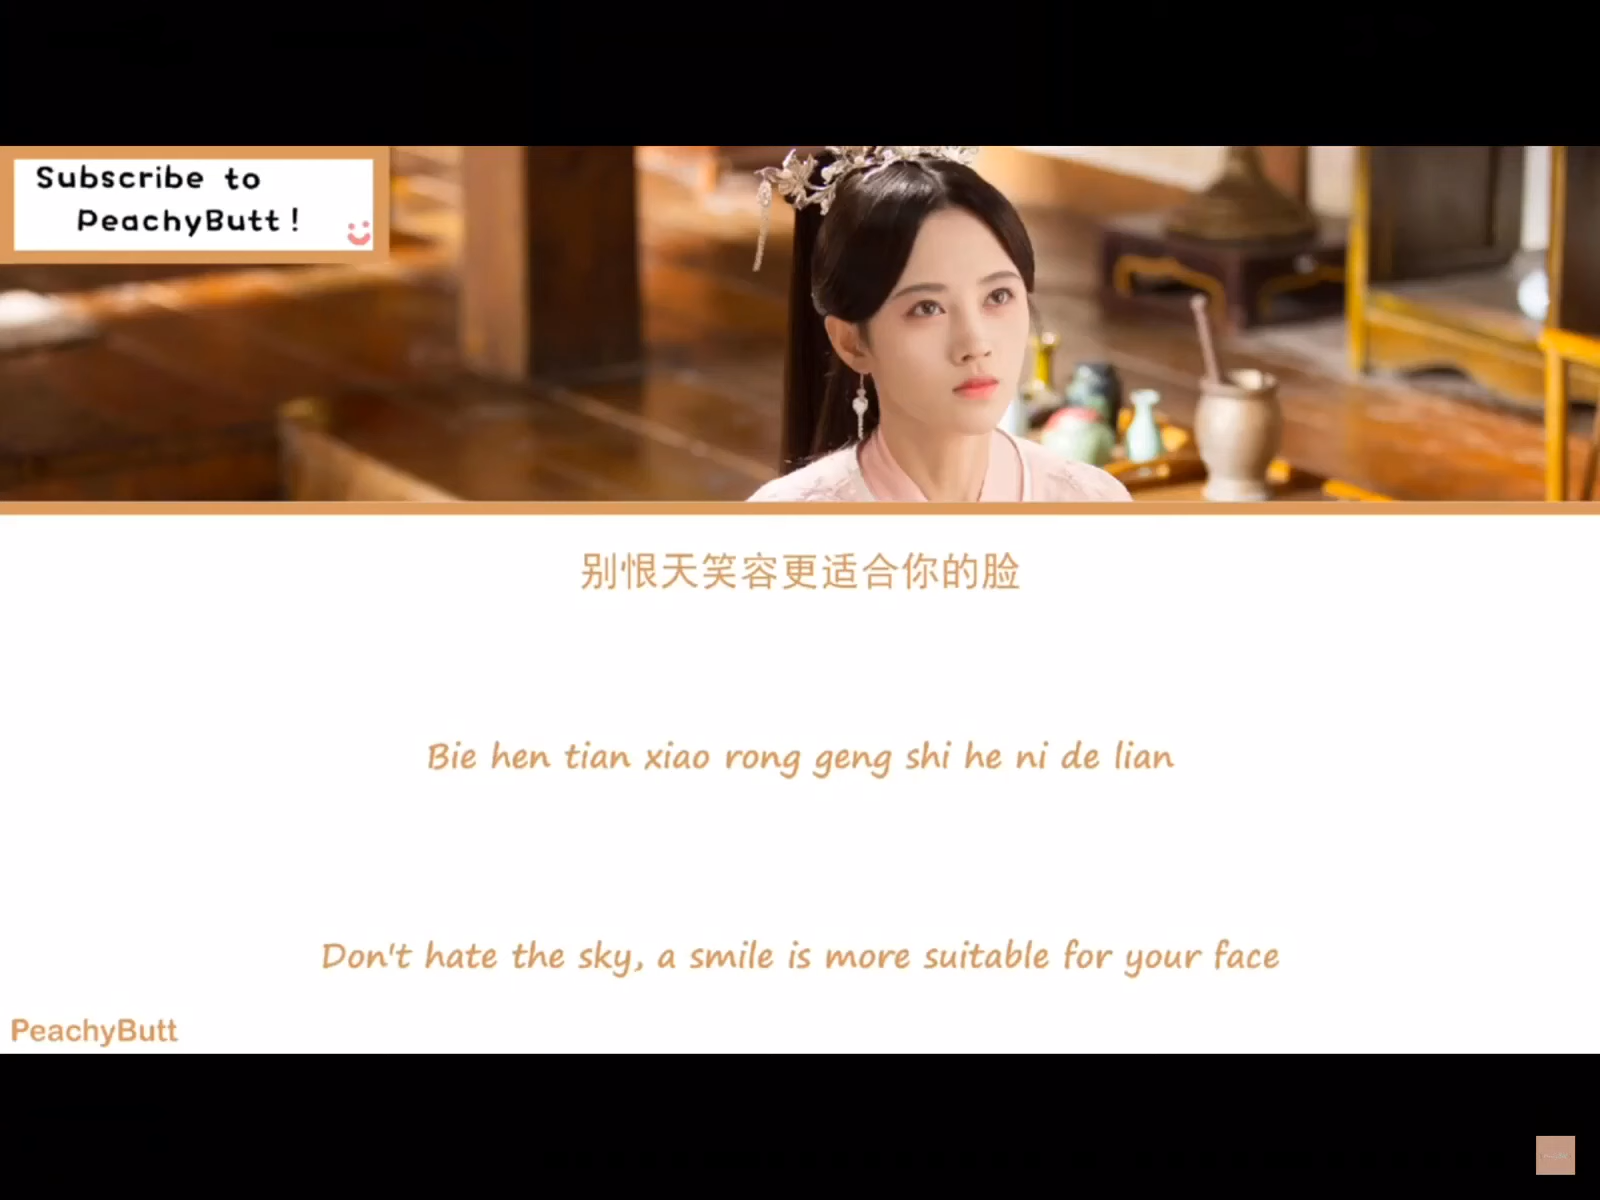 Subscribe to
PeachyButt!
别恨天笑容更适合你的脸
Bie hen tian xiao rong geng shi he ni de lian
Don't hate the sky, a smile is more suitable for your face
PeachyButt